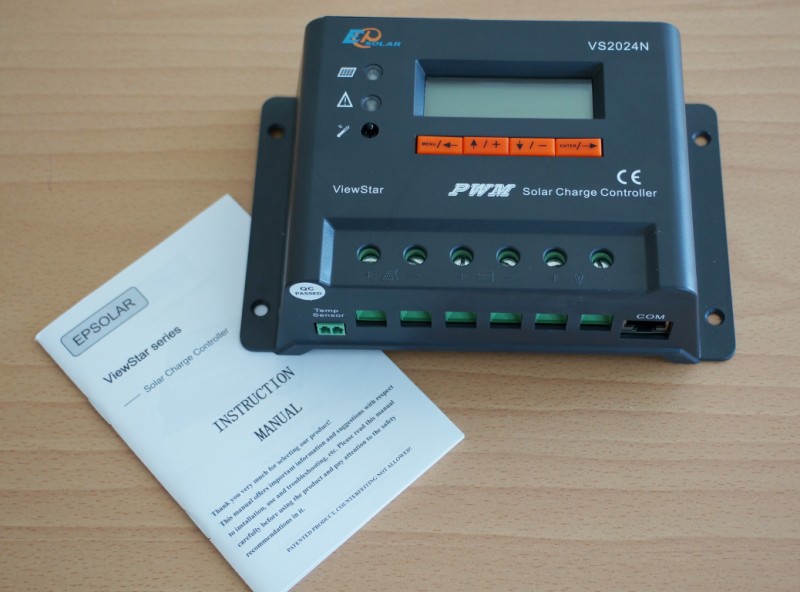 EP SOLAR
VS2024N
MENU/←
↑/+
↓/−
ENTER/→
CE
ViewStar
PWM Solar Charge Controller
QC
PASSED
Temp
Sensor
COM
EPSOLAR
ViewStar series
—— Solar Charge Controller
INSTRUCTION
MANUAL
Thank you very much for selecting our product!
This manual offers important information and suggestions with respect
to installation, use and troubleshooting, etc. Please read this manual
carefully before using the product and pay attention to the safety
recommendations in it.
PATENTED PRODUCT, COUNTERFEITING NOT ALLOWED!